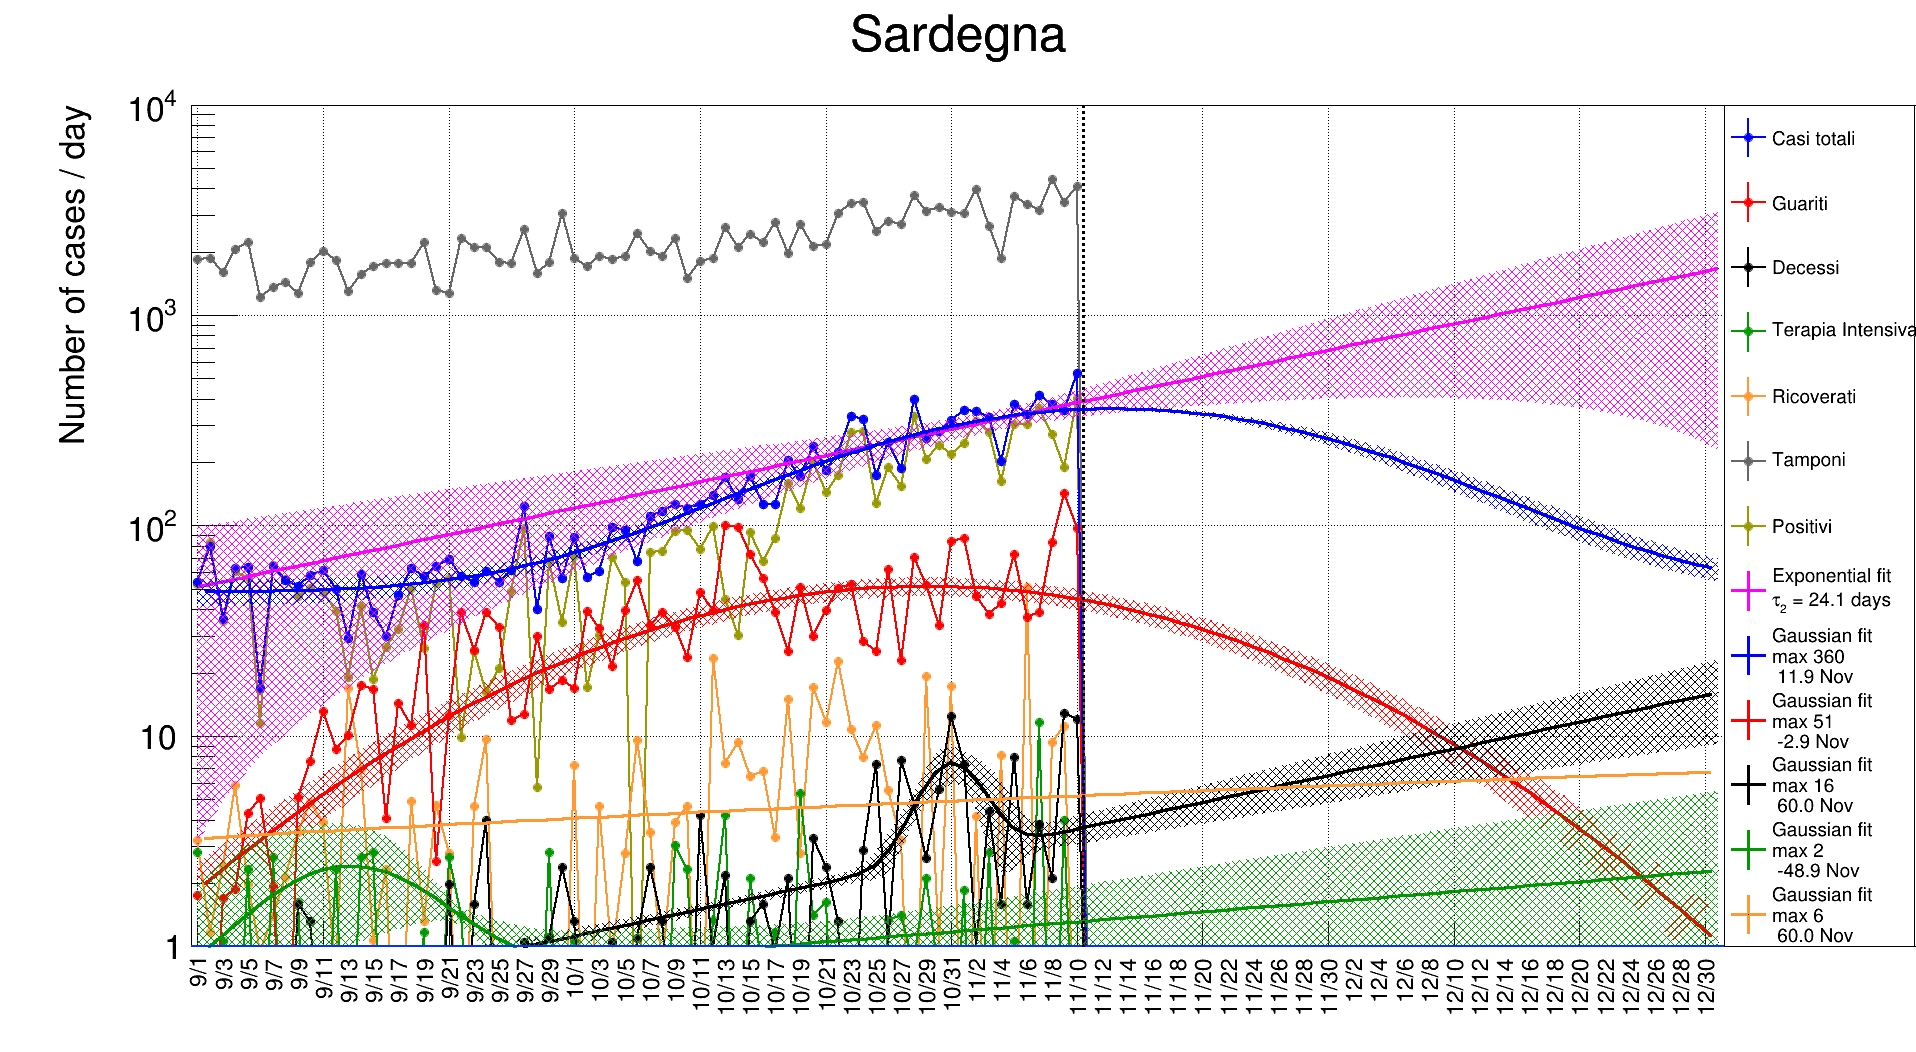 Sardegna
Number of cases / day
10^4
10^3
10^2
10
1
9/1
9/3
9/5
9/7
9/9
9/11
9/13
9/15
9/17
9/19
9/21
9/23
9/25
9/27
9/29
10/1
10/3
10/5
10/7
10/9
10/11
10/13
10/15
10/17
10/19
10/21
10/23
10/25
10/27
10/29
10/31
11/2
11/4
11/6
11/8
11/10
11/12
11/14
11/16
11/18
11/20
11/22
11/24
11/26
11/28
11/30
12/2
12/4
12/6
12/8
12/10
12/12
12/14
12/16
12/18
12/20
12/22
12/24
12/26
12/28
12/30
Casi totali
Guariti
Decessi
Terapia Intensiva
Ricoverati
Tamponi
Positivi
Exponential fit
τ₂ = 24.1 days
Gaussian fit
max 360
11.9 Nov
Gaussian fit
max 51
-2.9 Nov
Gaussian fit
max 16
60.0 Nov
Gaussian fit
max 2
-48.9 Nov
Gaussian fit
max 6
60.0 Nov